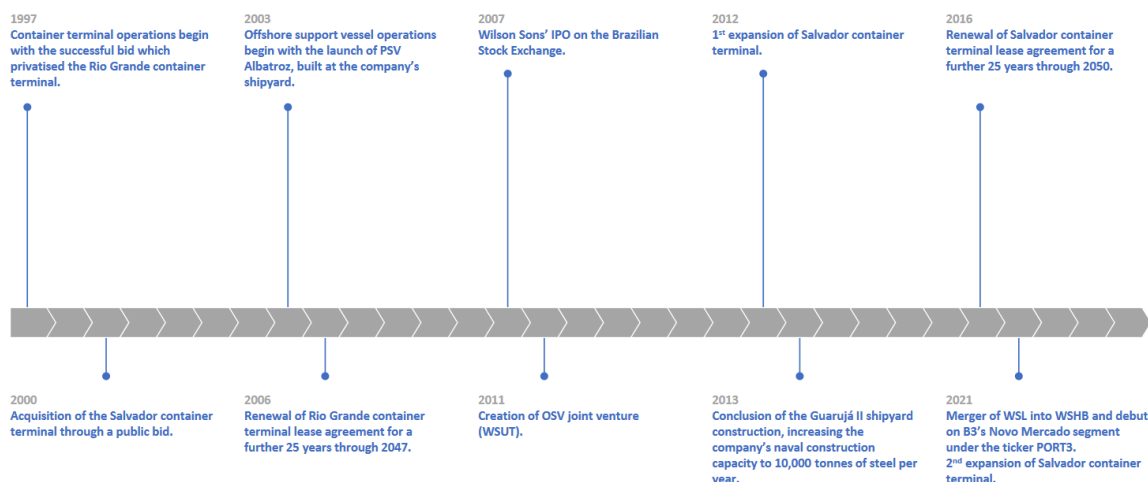 1997
Container terminal operations begin
with the successful bid which
privatised the Rio Grande container
terminal.
2003
Offshore support vessel operations
begin with the launch of PSV
Albatroz, built at the company's
shipyard.
2007
Wilson Sons' IPO on the Brazilian
Stock Exchange.
2012
1st expansion of Salvador container
terminal.
2016
Renewal of Salvador container
terminal lease agreement for a
further 25 years through 2050.
2000
Acquisition of the Salvador container
terminal through a public bid.
2006
Renewal of Rio Grande container
terminal lease agreement for a
further 25 years through 2047.
2011
Creation of OSV joint venture
(WSUT).
2013
Conclusion of the Guarujá II shipyard
construction, increasing the
company's naval construction
capacity to 10,000 tonnes of steel per
year.
2021
Merger of WSL into WSHB and debut
on B3's Novo Mercado segment
under the ticker PORT3.
2nd expansion of Salvador container
terminal.